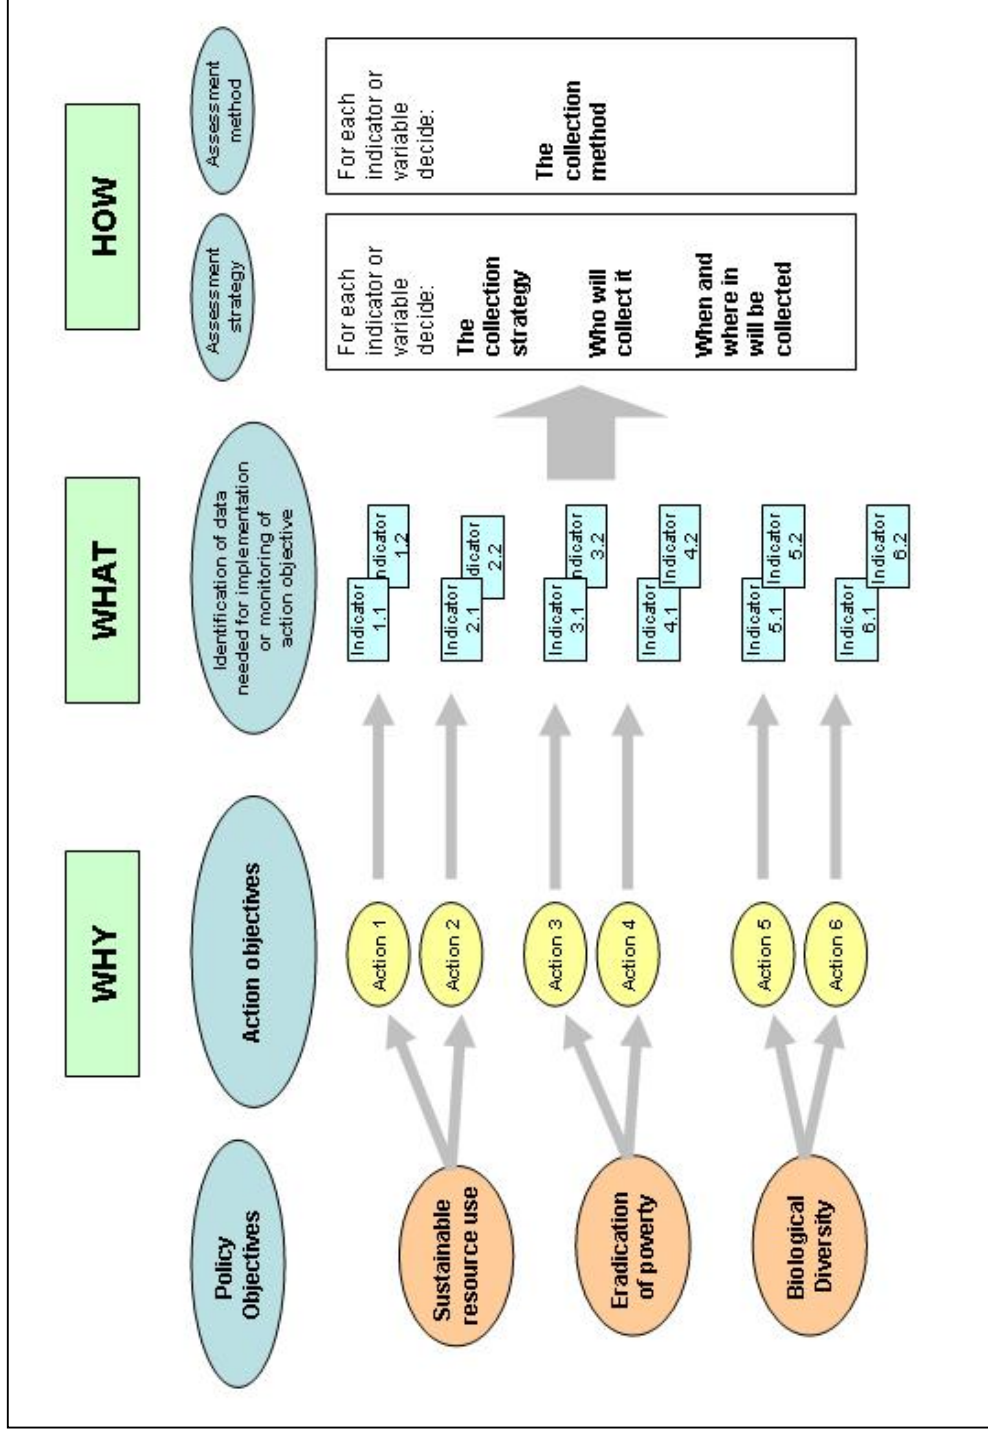 WHY
WHAT
HOW
Policy
Objectives
Action objectives
Identification of data
needed for implementation
or monitoring of
action objective
Assessment
strategy
Assessment
method
Sustainable
resource use
Eradication
of poverty
Biological
Diversity
Action 1
Action 2
Action 3
Action 4
Action 5
Action 6
Indicator
1.1
ndicator
1.2
Indicator
2.1
dicator
2.2
Indicator
3.1
ndicator
3.2
Indicator
4.1
Indicator
4.2
Indicator
5.1
Indicator
5.2
Indicator
6.1
Indicator
6.2
For each
indicator or
variable
decide:
The
collection
strategy
Who will
collect it
When and
where in
will be
collected
For each
indicator or
variable
decide:
The
collection
method